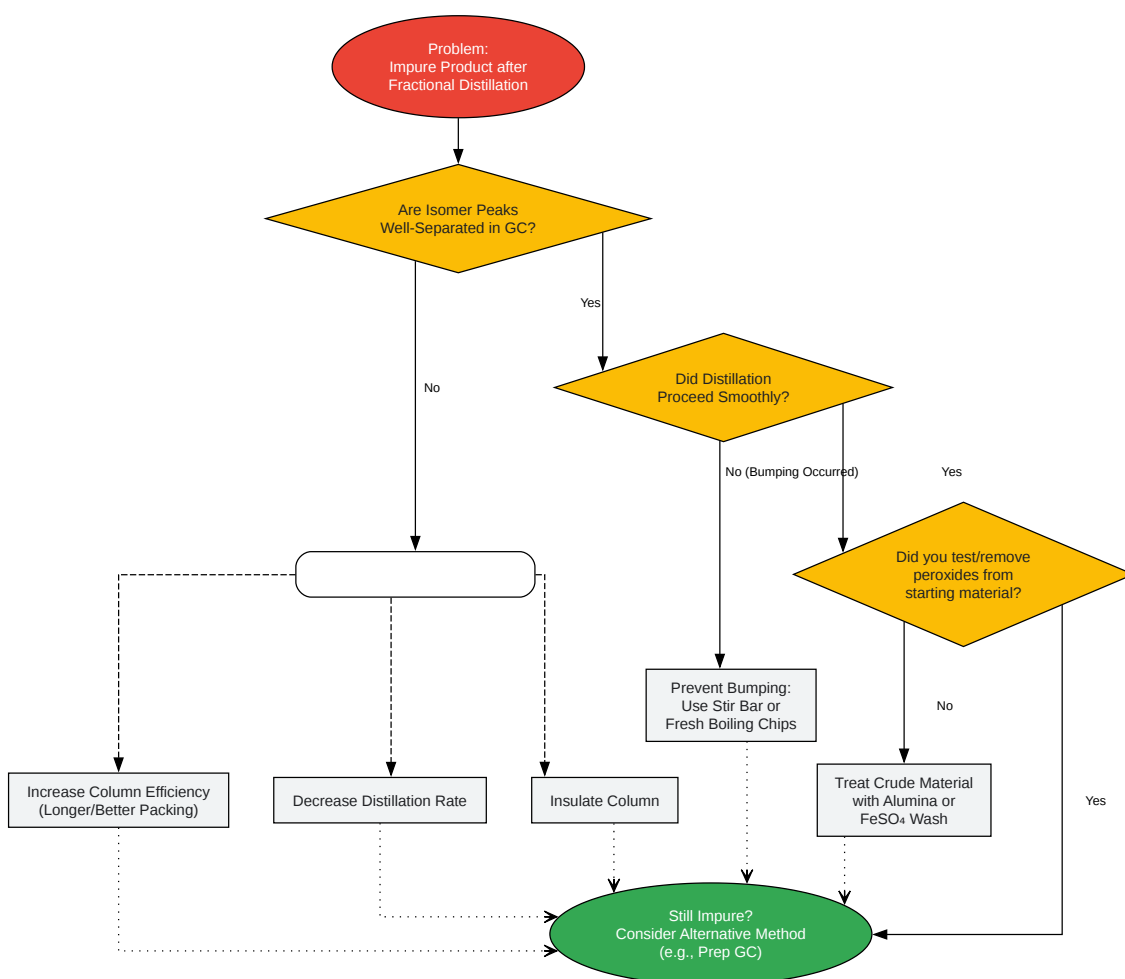 Problem:
Impure Product after
Fractional Distillation
Are Isomer Peaks
Well-Separated in GC?
Yes
No
Did Distillation
Proceed Smoothly?
No (Bumping Occurred)
Yes
Did you test/remove
peroxides from
starting material?
Prevent Bumping:
Use Stir Bar or
Fresh Boiling Chips
No
Yes
Increase Column Efficiency
(Longer/Better Packing)
Decrease Distillation Rate
Insulate Column
Treat Crude Material
with Alumina or
FeSO₄ Wash
Still Impure?
Consider Alternative Method
(e.g., Prep GC)